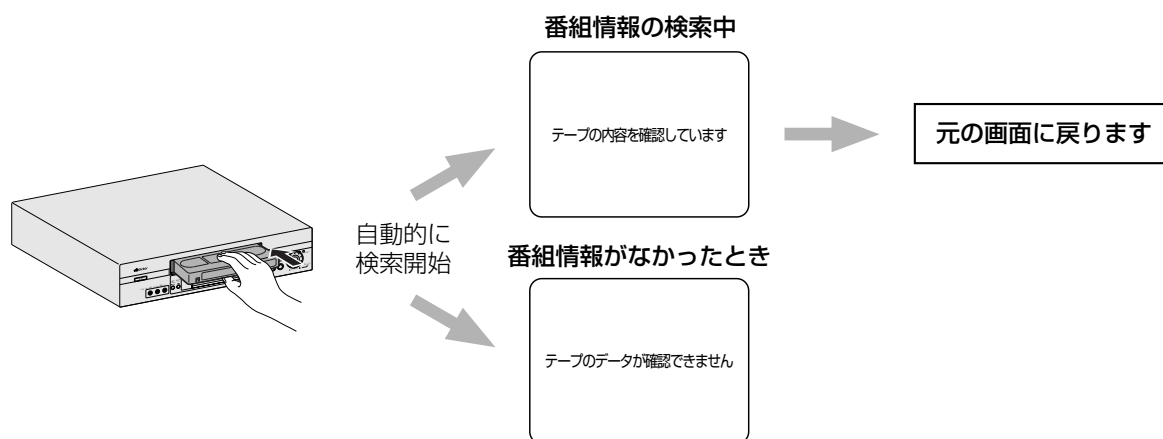 番組情報の検索中
テープの内容を確認しています
元の画面に戻ります
自動的に
検索開始
番組情報がなかったとき
テープのデータが確認できません